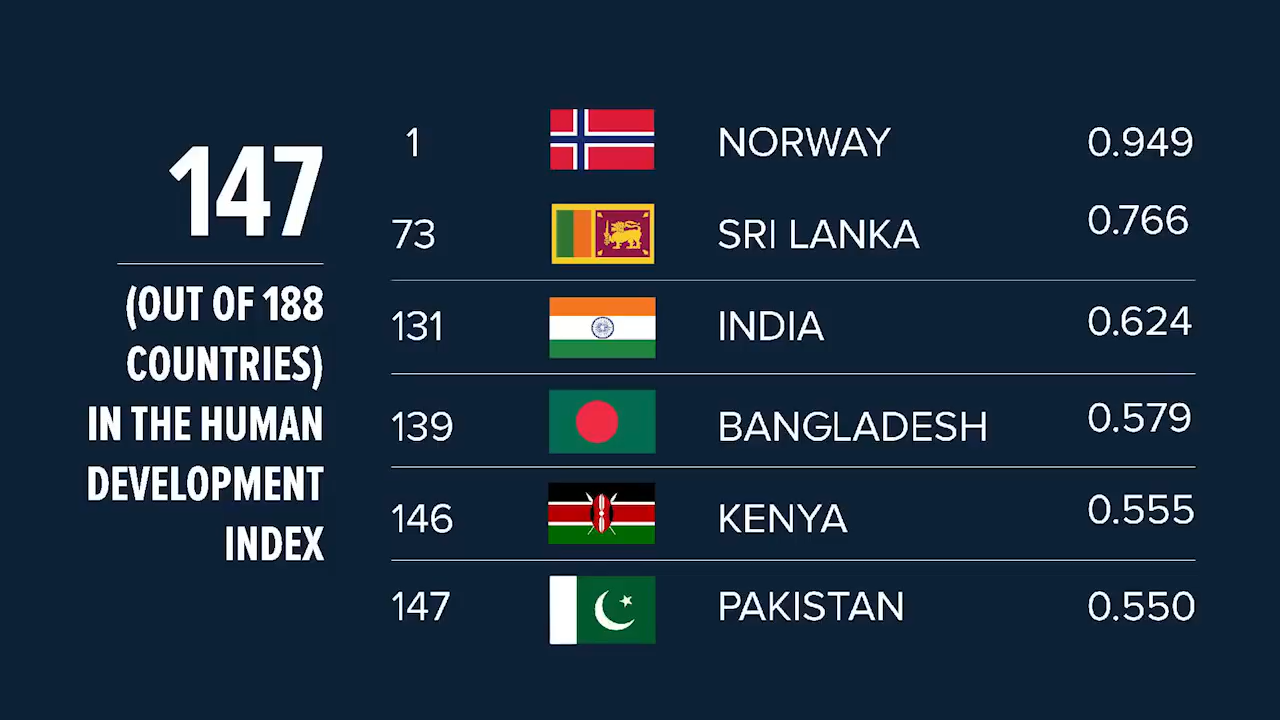 147
(OUT OF 188
COUNTRIES)
IN THE HUMAN
DEVELOPMENT
INDEX
1 NORWAY 0.949
73 SRI LANKA 0.766
131 INDIA 0.624
139 BANGLADESH 0.579
146 KENYA 0.555
147 PAKISTAN 0.550